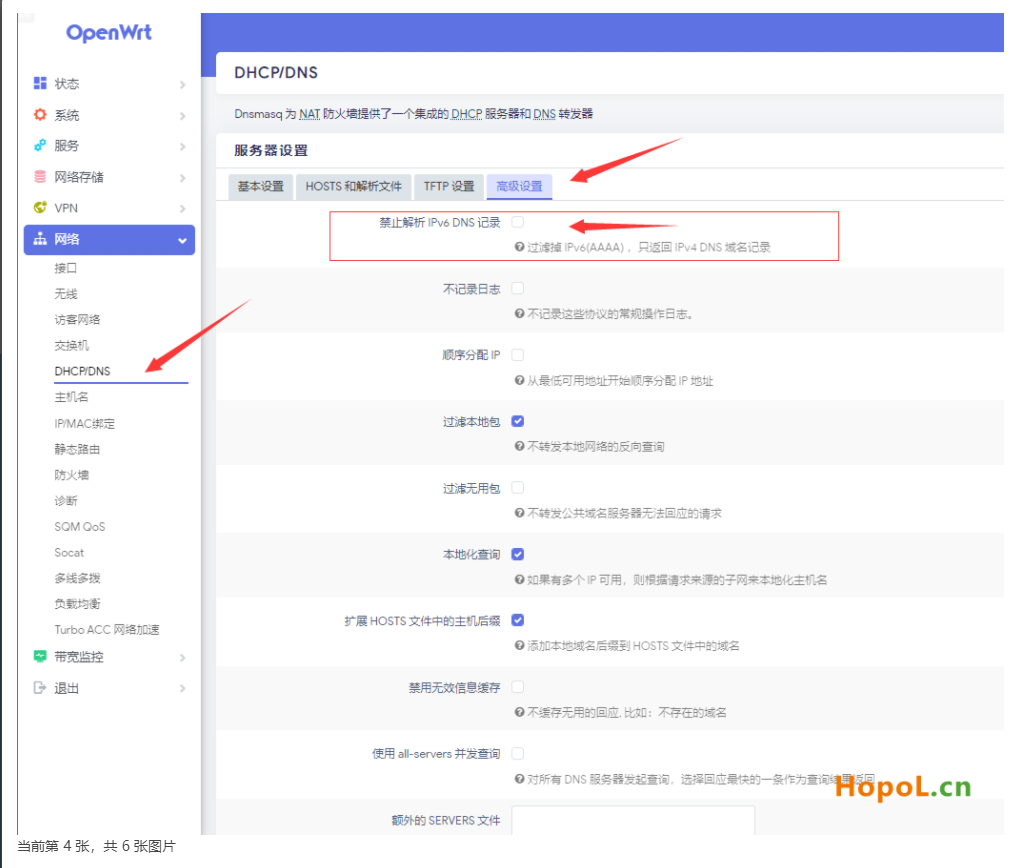 OpenWrt
状态
系统
服务
网络存储
VPN
网络
接口
无线
访客网络
交换机
DHCP/DNS
主机名
IP/MAC绑定
静态路由
防火墙
诊断
SQM QoS
Socat
多线多拨
负载均衡
Turbo ACC 网络加速
带宽监控
退出
DHCP/DNS
Dnsmasq 为 NAT 防火墙提供了一个集成的 DHCP 服务器和 DNS 转发器
服务器设置
基本设置 HOSTS 和解析文件 TFTP 设置 高级设置
禁止解析 IPv6 DNS 记录
过滤掉 IPv6(AAAA) ，只返回 IPv4 DNS 域名记录
不记录日志
不记录这些协议的常规操作日志。
顺序分配 IP
从最低可用地址开始顺序分配 IP 地址
过滤本地包
不转发本地网络的反向查询
过滤无用包
不转发公共域名服务器无法回应的请求
本地化查询
如果有多个 IP 可用，则根据请求来源的子网来本地化主机名
扩展 HOSTS 文件中的主机后缀
添加本地域名后缀到 HOSTS 文件中的域名
禁用无效信息缓存
不缓存无用的回应, 比如：不存在的域名
使用 all-servers 并发查询
对所有 DNS 服务器发起查询，选择回应最快的一条作为查询结果返回
额外的 SERVERS 文件
HopoL.cn
当前第 4 张，共 6 张图片